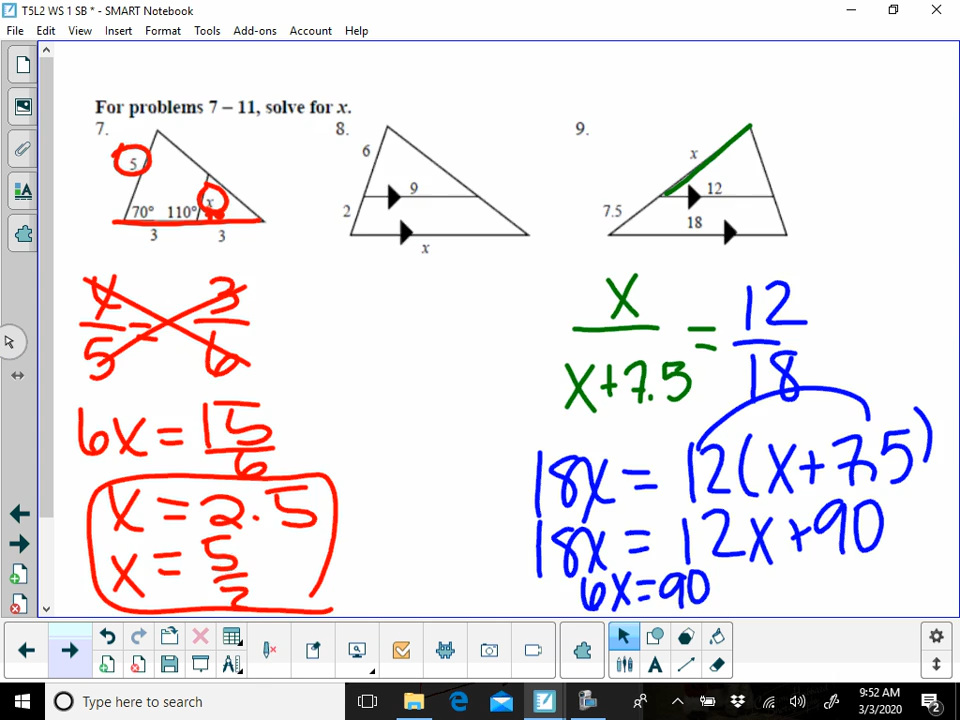 T5L2 WS 1 SB * - SMART Notebook
File Edit View Insert Format Tools Add-ons Account Help
For problems 7 – 11, solve for x.
7.
5
x
70° 110°
3 3
8.
6
9
2
x
9.
x
12
7.5
18
x/5 = 3/6
6x = 15/6
x = 2.5
x = 5/2
x/x+7.5 = 12/18
18x = 12(x+7.5)
18x = 12x+90
6x=90
Type here to search
9:52 AM
3/3/2020
2